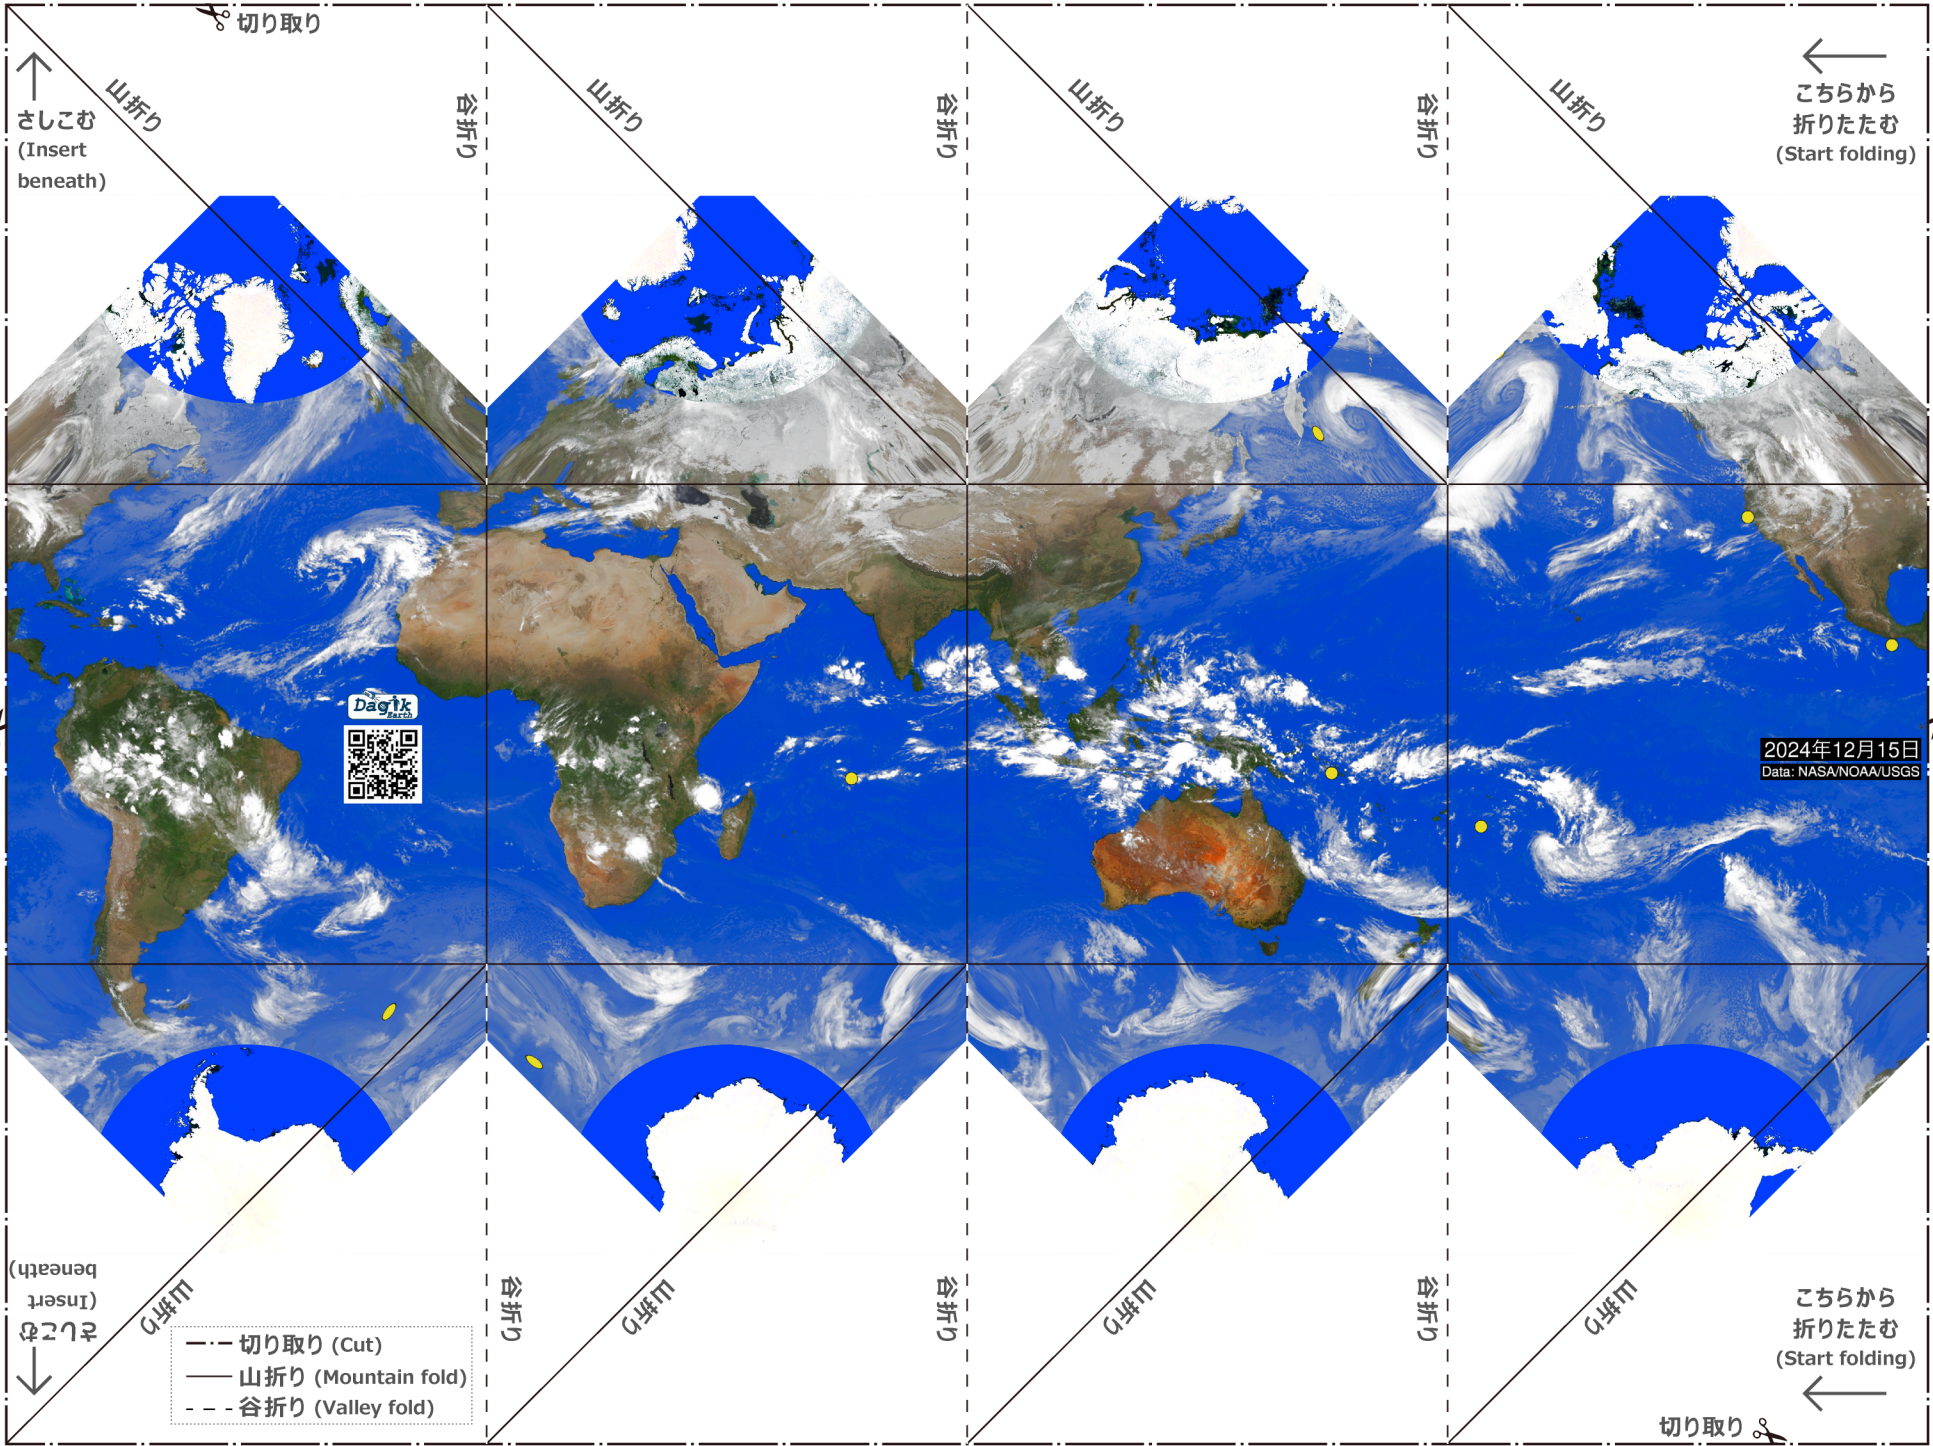 切り取り
さしこむ
(Insert
beneath)
山折り
谷折り
山折り
谷折り
山折り
谷折り
山折り
こちらから
折りたたむ
(Start folding)
Dagik
Earth
2024年12月15日
Data: NASA/NOAA/USGS
さしこむ
(Insert
beneath)
山折り
谷折り
山折り
谷折り
山折り
谷折り
山折り
こちらから
折りたたむ
(Start folding)
切り取り (Cut)
山折り (Mountain fold)
谷折り (Valley fold)
切り取り